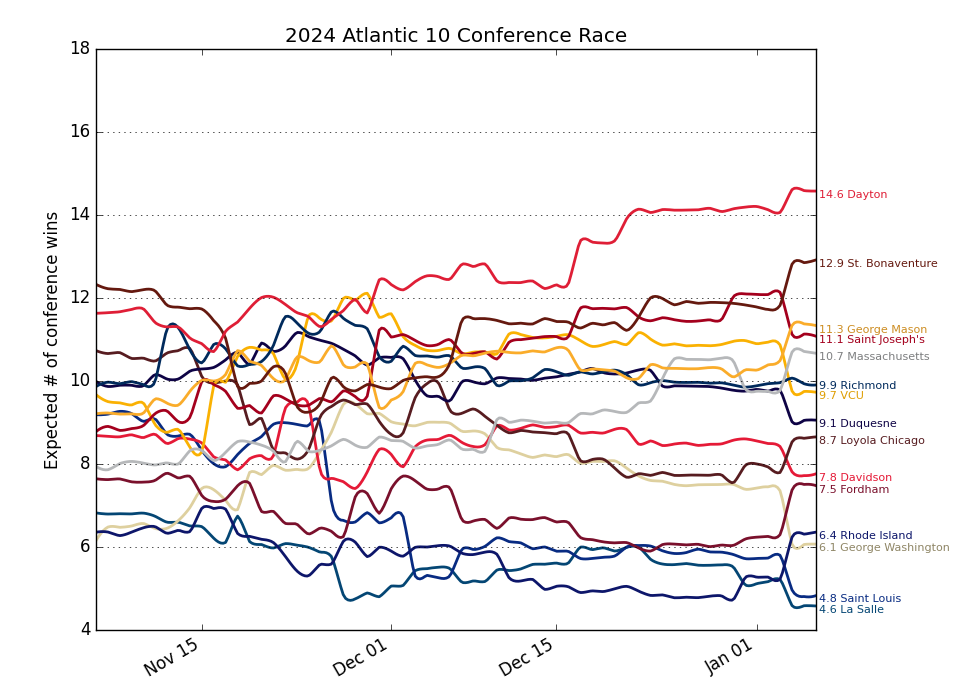 2024 Atlantic 10 Conference Race
Expected # of conference wins
18
16
14
12
10
8
6
4
Nov 15
Dec 01
Dec 15
Jan 01
14.6 Dayton
12.9 St. Bonaventure
11.3 George Mason
11.1 Saint Joseph's
10.7 Massachusetts
9.9 Richmond
9.7 VCU
9.1 Duquesne
8.7 Loyola Chicago
7.8 Davidson
7.5 Fordham
6.4 Rhode Island
6.1 George Washington
4.8 Saint Louis
4.6 La Salle